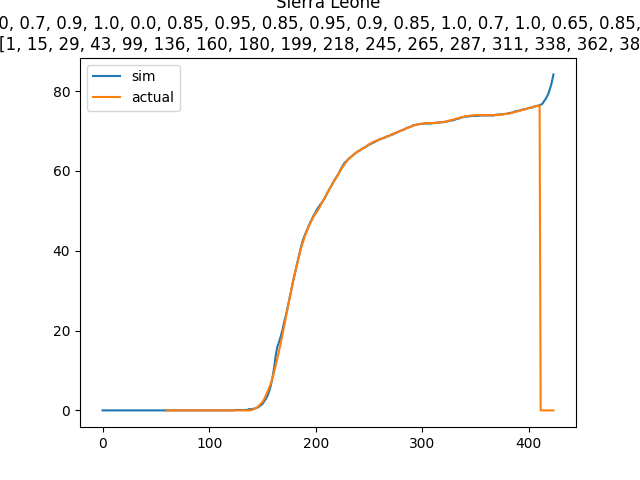 Sierra Leone
0, 0.7, 0.9, 1.0, 0.0, 0.85, 0.95, 0.85, 0.95, 0.9, 0.85, 1.0, 0.7, 1.0, 0.65, 0.85,
[1, 15, 29, 43, 99, 136, 160, 180, 199, 218, 245, 265, 287, 311, 338, 362, 38
sim
actual
80
60
40
20
0
0 100 200 300 400